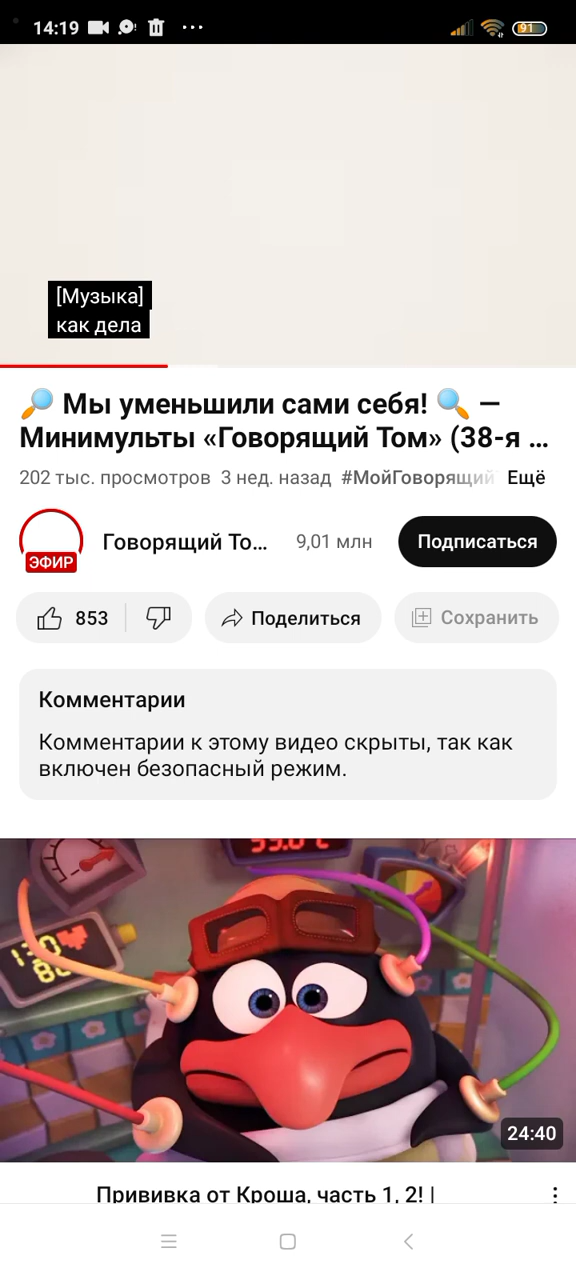 14:19
91
[Музыка]
как дела
🔎 Мы уменьшили сами себя! 🔍 —
Минимульты «Говорящий Том» (38-я ...
202 тыс. просмотров 3 нед. назад #МойГоворящий Ещё
Говорящий То... 9,01 млн Подписаться
ЭФИР
853 Поделиться Сохранить
Комментарии
Комментарии к этому видео скрыты, так как
включен безопасный режим.
24:40
Прививка от Кроша, часть 1, 2! |